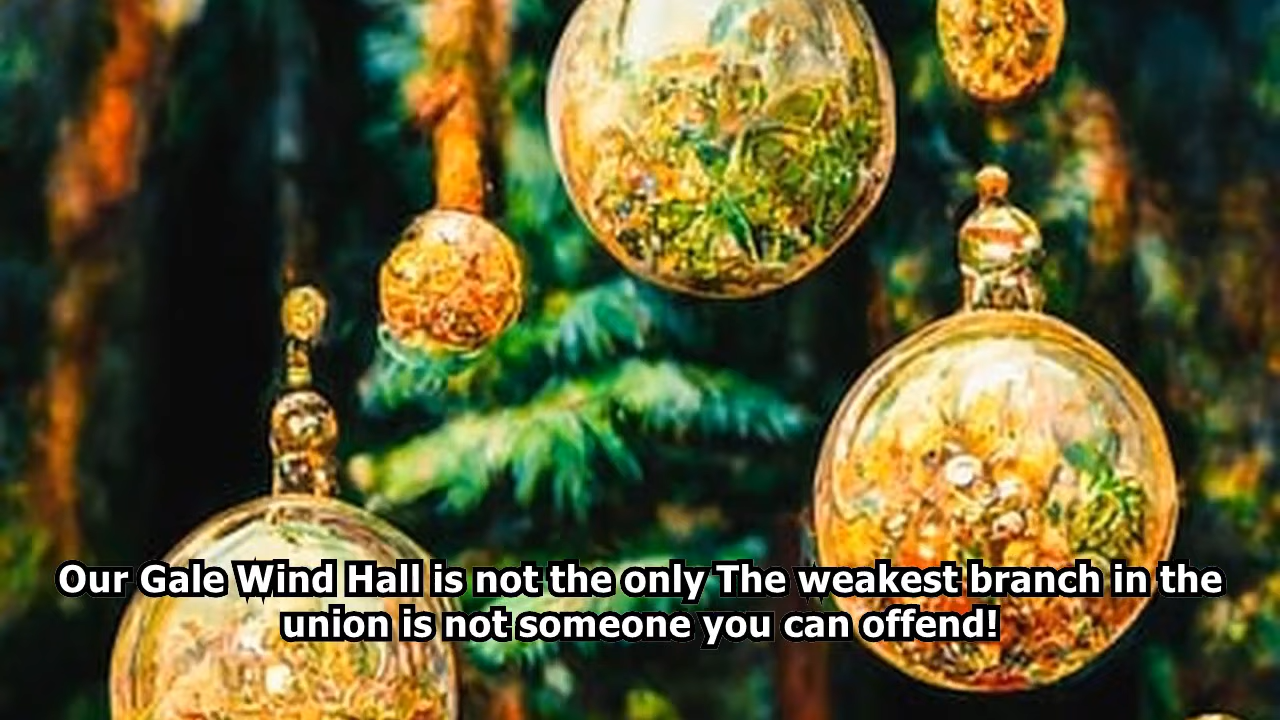 Our Gale Wind Hall is not the only The weakest branch in the
union is not someone you can offend!